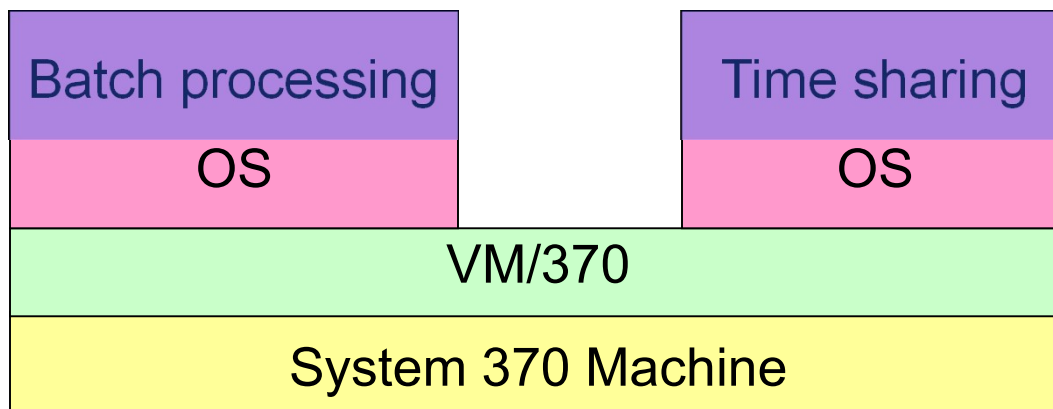 Batch processing
Time sharing
OS
OS
VM/370
System 370 Machine